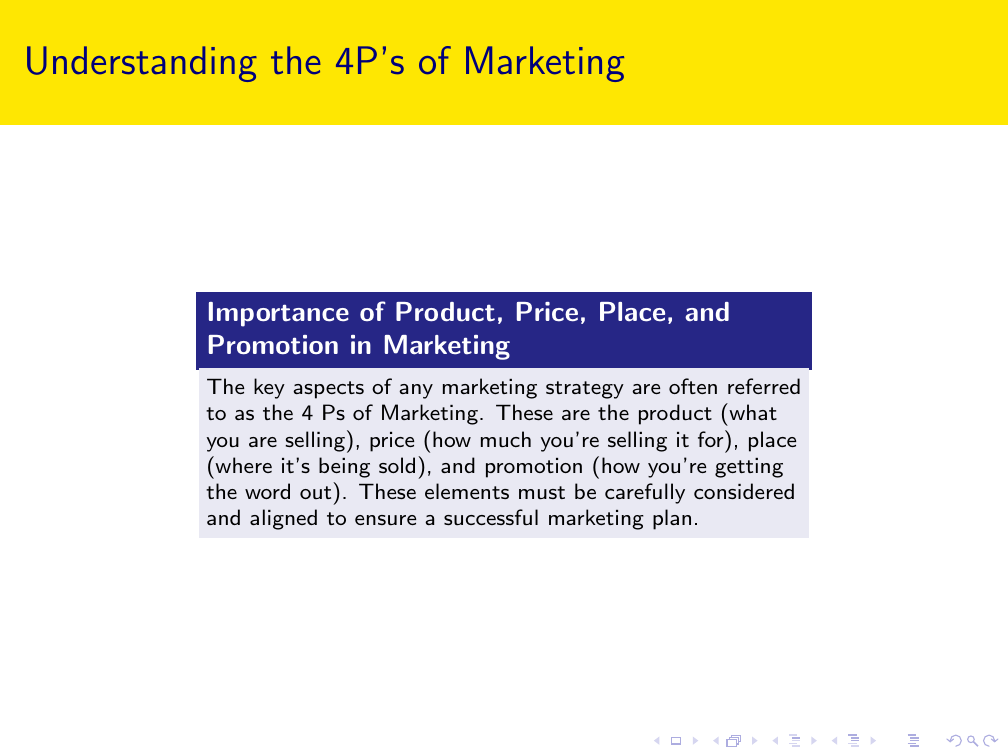 Understanding the 4P's of Marketing
Importance of Product, Price, Place, and
Promotion in Marketing
The key aspects of any marketing strategy are often referred
to as the 4 Ps of Marketing. These are the product (what
you are selling), price (how much you're selling it for), place
(where it's being sold), and promotion (how you're getting
the word out). These elements must be carefully considered
and aligned to ensure a successful marketing plan.